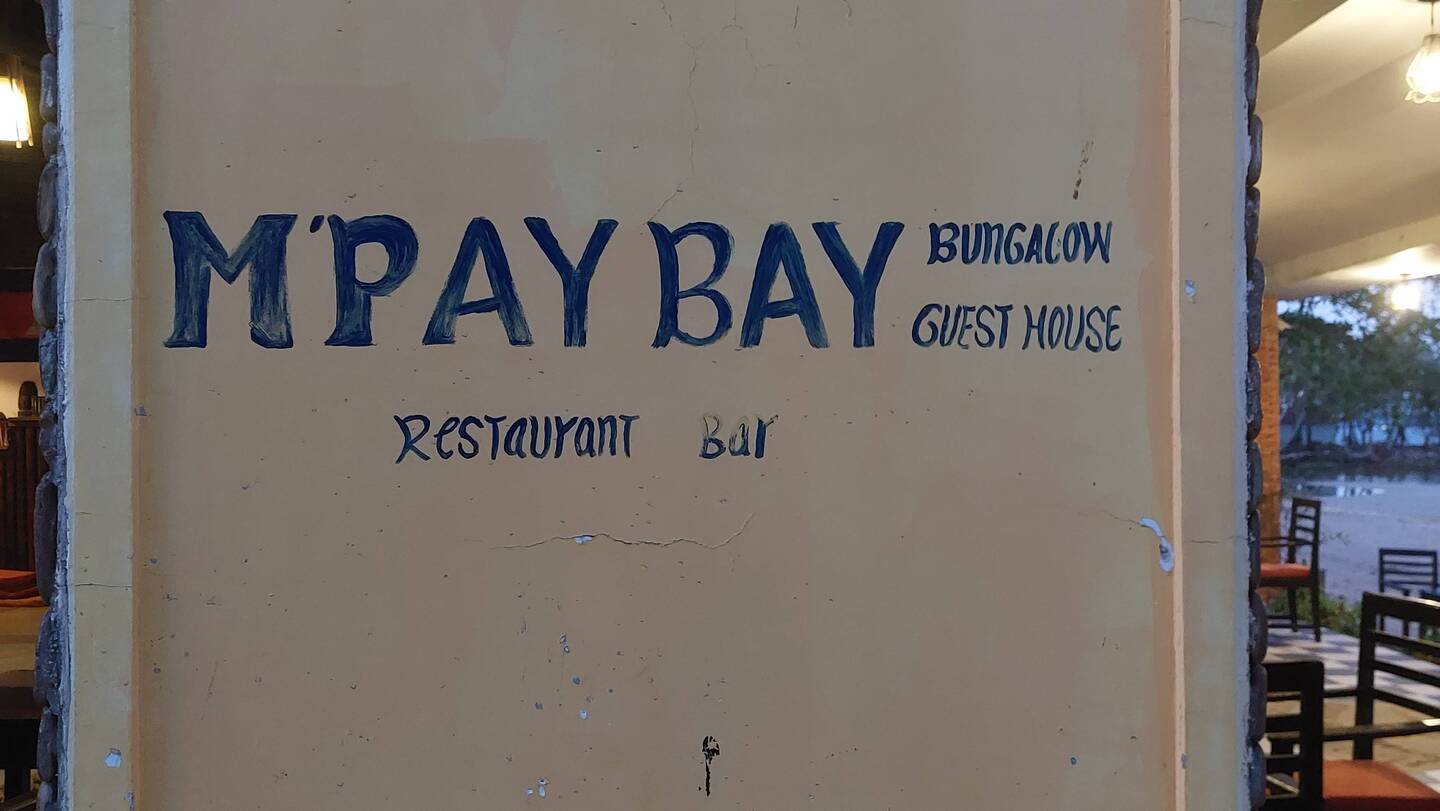 M'PAY BAY BUNGALOW
GUEST HOUSE
Restaurant Bar